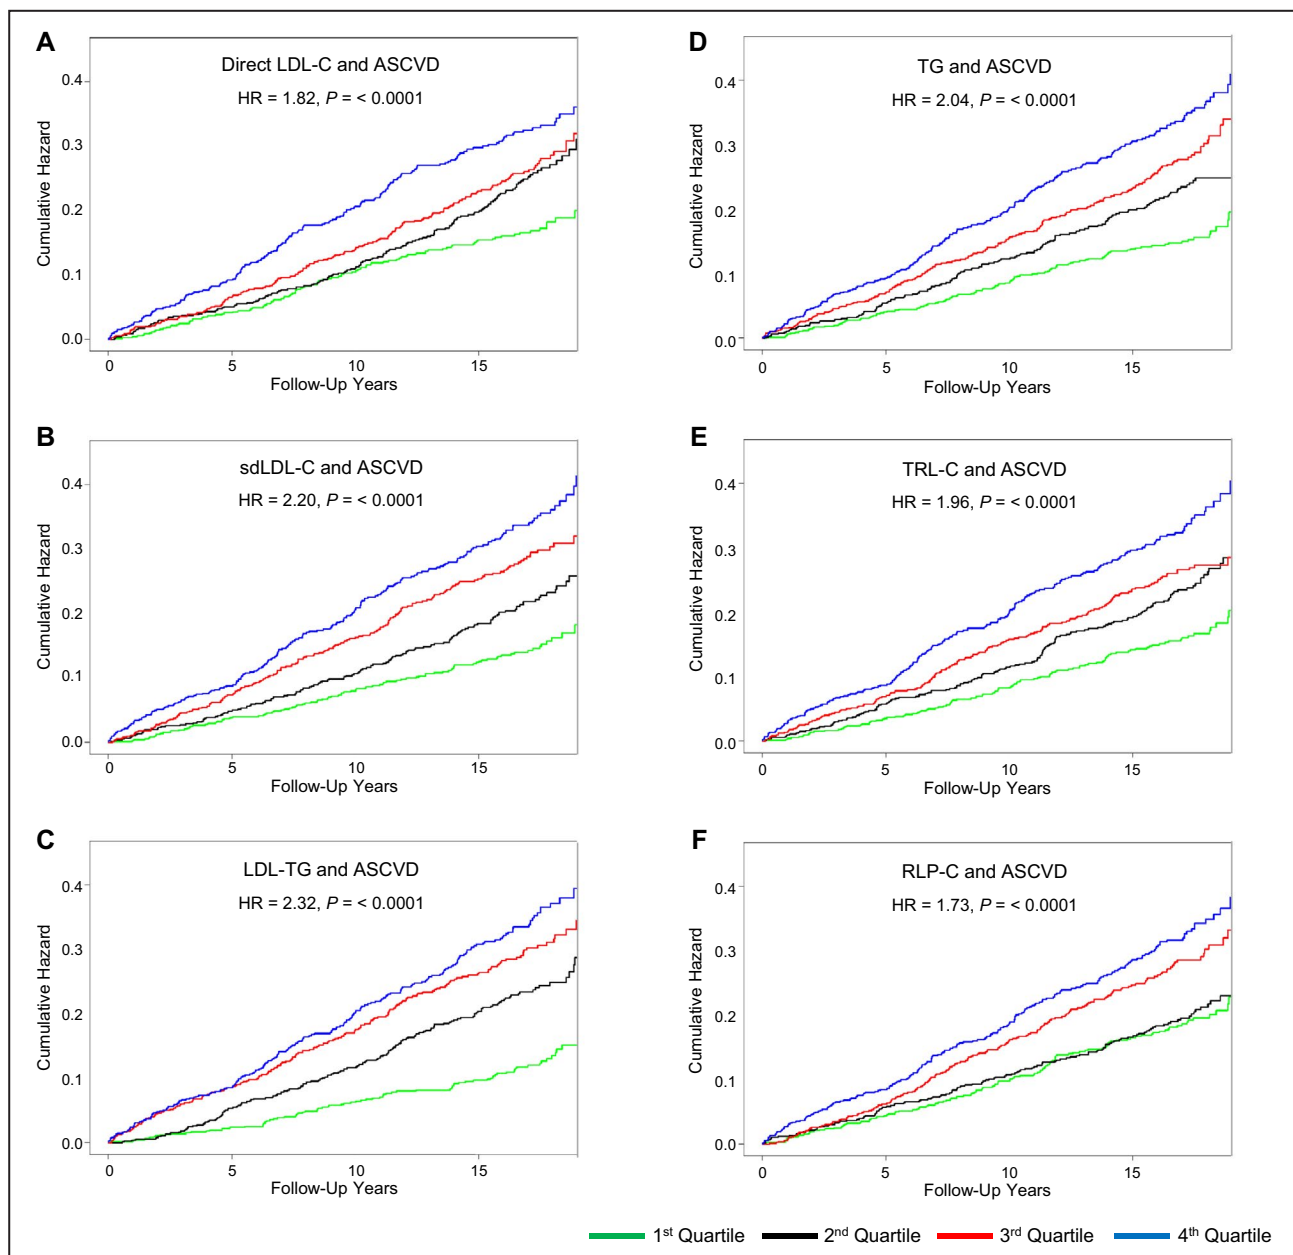 A
Direct LDL-C and ASCVD
HR = 1.82, P = < 0.0001
Cumulative Hazard
0.4
0.3
0.2
0.1
0.0
0 5 10 15
Follow-Up Years
B
sdLDL-C and ASCVD
HR = 2.20, P = < 0.0001
Cumulative Hazard
0.4
0.3
0.2
0.1
0.0
0 5 10 15
Follow-Up Years
C
LDL-TG and ASCVD
HR = 2.32, P = < 0.0001
Cumulative Hazard
0.4
0.3
0.2
0.1
0.0
0 5 10 15
Follow-Up Years
D
TG and ASCVD
HR = 2.04, P = < 0.0001
Cumulative Hazard
0.4
0.3
0.2
0.1
0.0
0 5 10 15
Follow-Up Years
E
TRL-C and ASCVD
HR = 1.96, P = < 0.0001
Cumulative Hazard
0.4
0.3
0.2
0.1
0.0
0 5 10 15
Follow-Up Years
F
RLP-C and ASCVD
HR = 1.73, P = < 0.0001
Cumulative Hazard
0.4
0.3
0.2
0.1
0.0
0 5 10 15
Follow-Up Years
1st Quartile 2nd Quartile 3rd Quartile 4th Quartile